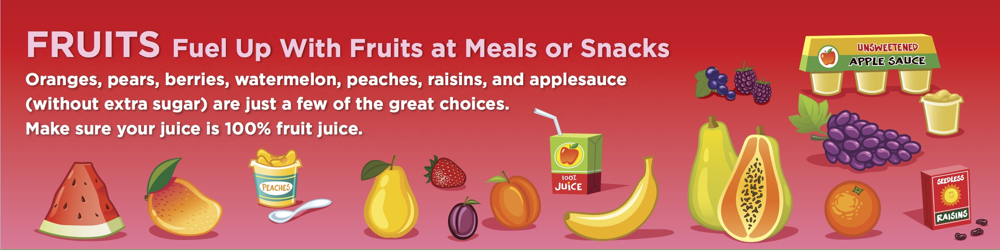 FRUITS Fuel Up With Fruits at Meals or Snacks
Oranges, pears, berries, watermelon, peaches, raisins, and applesauce
(without extra sugar) are just a few of the great choices.
Make sure your juice is 100% fruit juice.
UNSWEETENED
APPLE SAUCE
PEACHES
100%
JUiCE
SEEDLESS
RAISINS